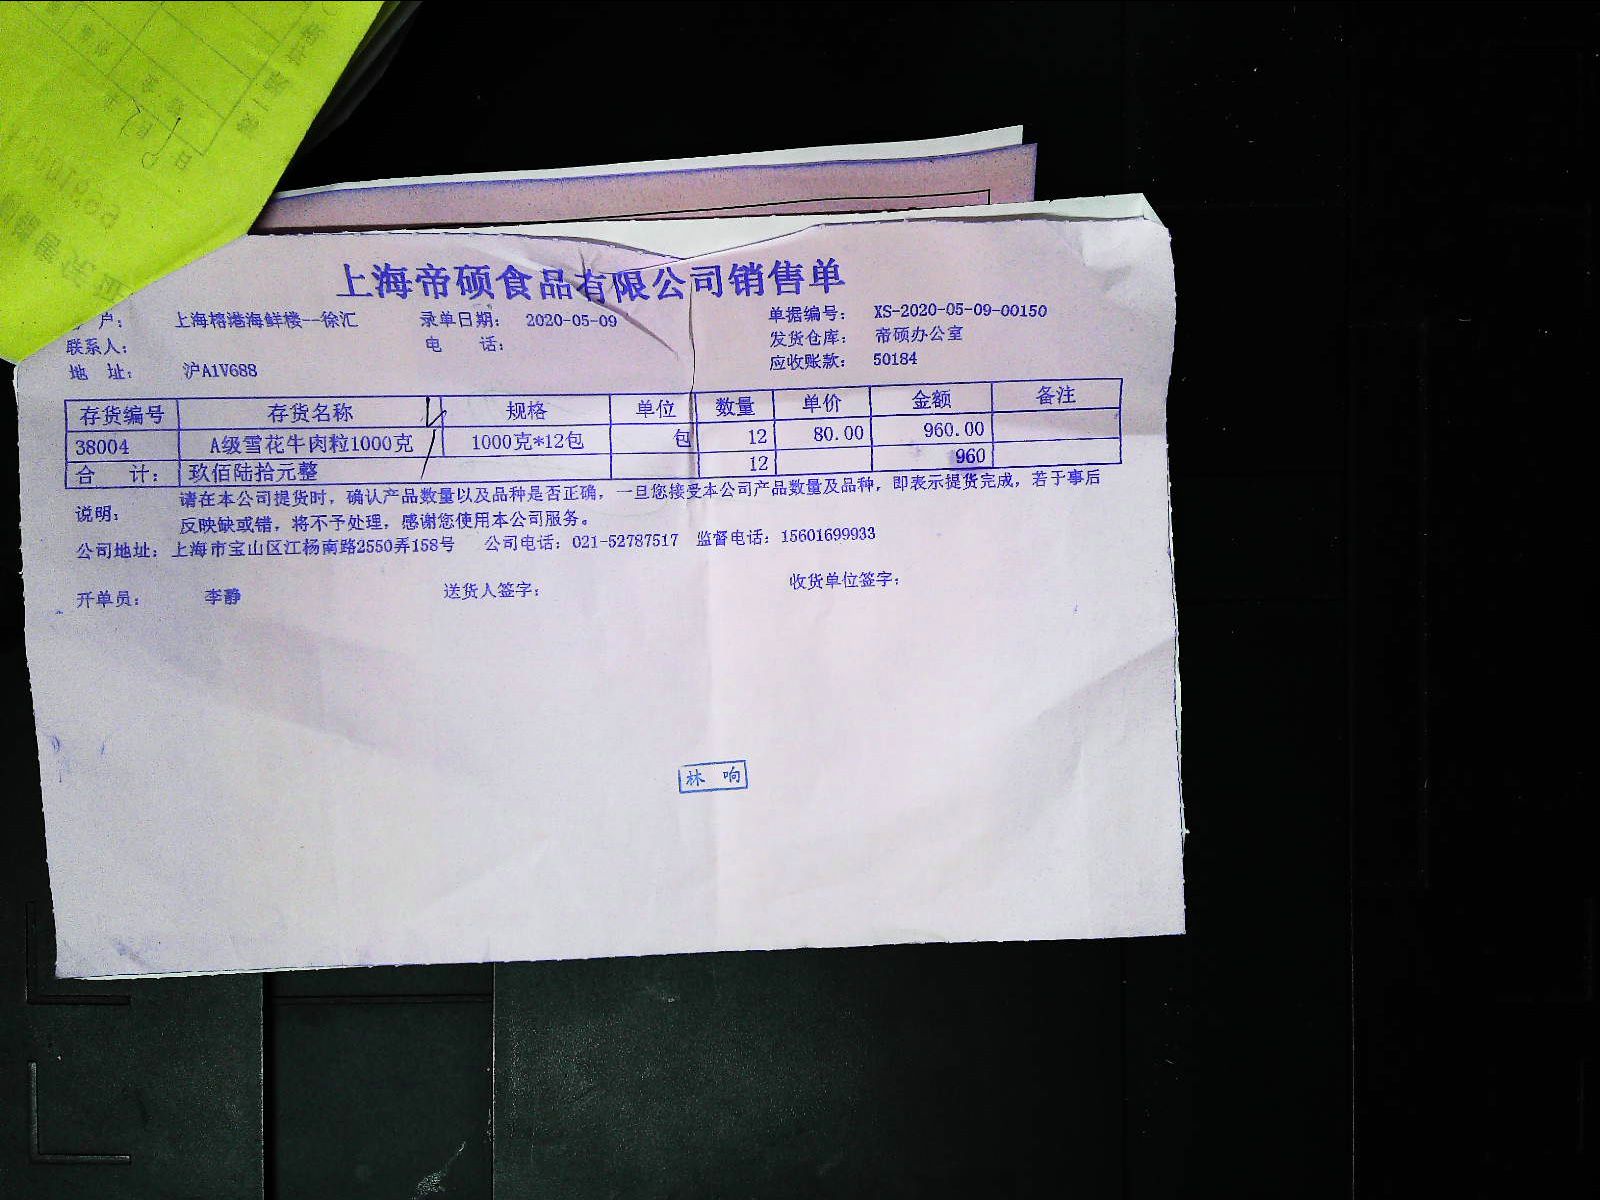 上海帝硕食品有限公司销售单
户： 上海榕港海鲜楼--徐汇 录单日期： 2020-05-09 单据编号： XS-2020-05-09-00150
联系人： 电 话： 发货仓库： 帝硕办公室
地 址： 沪A1V688 应收账款： 50184
存货编号 存货名称 规格 单位 数量 单价 金额 备注
38004 A级雪花牛肉粒1000克 1000克*12包 包 12 80.00 960.00
合 计： 玖佰陆拾元整 12 960
说明： 请在本公司提货时，确认产品数量以及品种是否正确，一旦您接受本公司产品数量及品种，即表示提货完成，若于事后
反映缺或错，将不予处理，感谢您使用本公司服务。
公司地址：上海市宝山区江杨南路2550弄158号 公司电话：021-52787517 监督电话：15601699933
开单员： 李静 送货人签字： 收货单位签字：
林 响